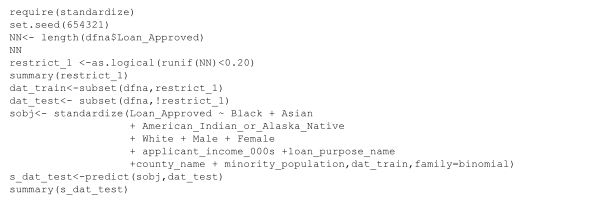 require(standardize)
set.seed(654321)
NN<- length(dfna$Loan_Approved)
NN
restrict_1 <-as.logical(runif(NN)<0.20)
summary(restrict_1)
dat_train<-subset(dfna,restrict_1)
dat_test<- subset(dfna,!restrict_1)
sobj<- standardize(Loan_Approved ~ Black + Asian
+ American_Indian_or_Alaska_Native
+ White + Male + Female
+ applicant_income_000s +loan_purpose_name
+county_name + minority_population,dat_train,family=binomial)
s_dat_test<-predict(sobj,dat_test)
summary(s_dat_test)